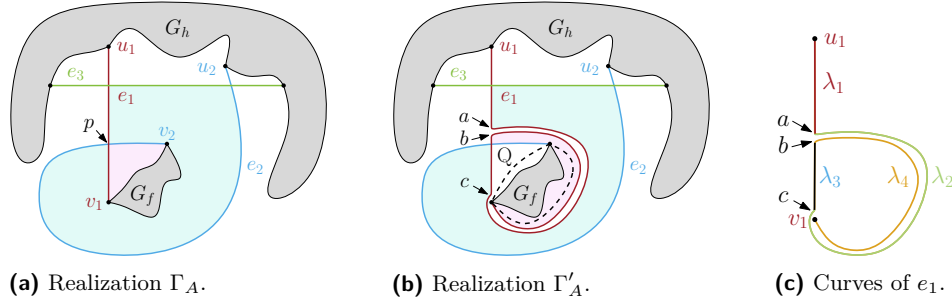 G_h
u_1
u_2
e_3
e_1
p
v_2
e_2
v_1
G_f
(a) Realization Γ_A.
G_h
u_1
u_2
e_3
e_1
a
b
Q
e_2
c
G_f
(b) Realization Γ′_A.
u_1
λ_1
a
b
λ_3
λ_4
λ_2
c
v_1
(c) Curves of e_1.